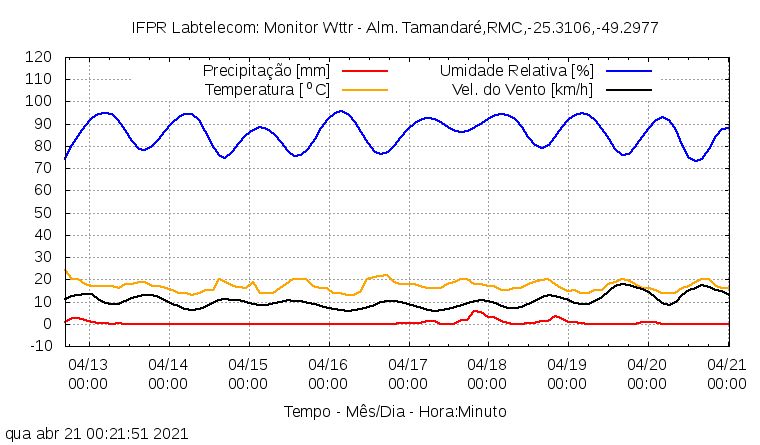 IFPR Labtelecom: Monitor Wttr - Alm. Tamandaré,RMC,-25.3106,-49.2977
Precipitação [mm]
Temperatura [ ⁰C]
Umidade Relativa [%]
Vel. do Vento [km/h]
120
110
100
90
80
70
60
50
40
30
20
10
0
-10
04/13 04/14 04/15 04/16 04/17 04/18 04/19 04/20 04/21
00:00 00:00 00:00 00:00 00:00 00:00 00:00 00:00 00:00
Tempo - Mês/Dia - Hora:Minuto
qua abr 21 00:21:51 2021